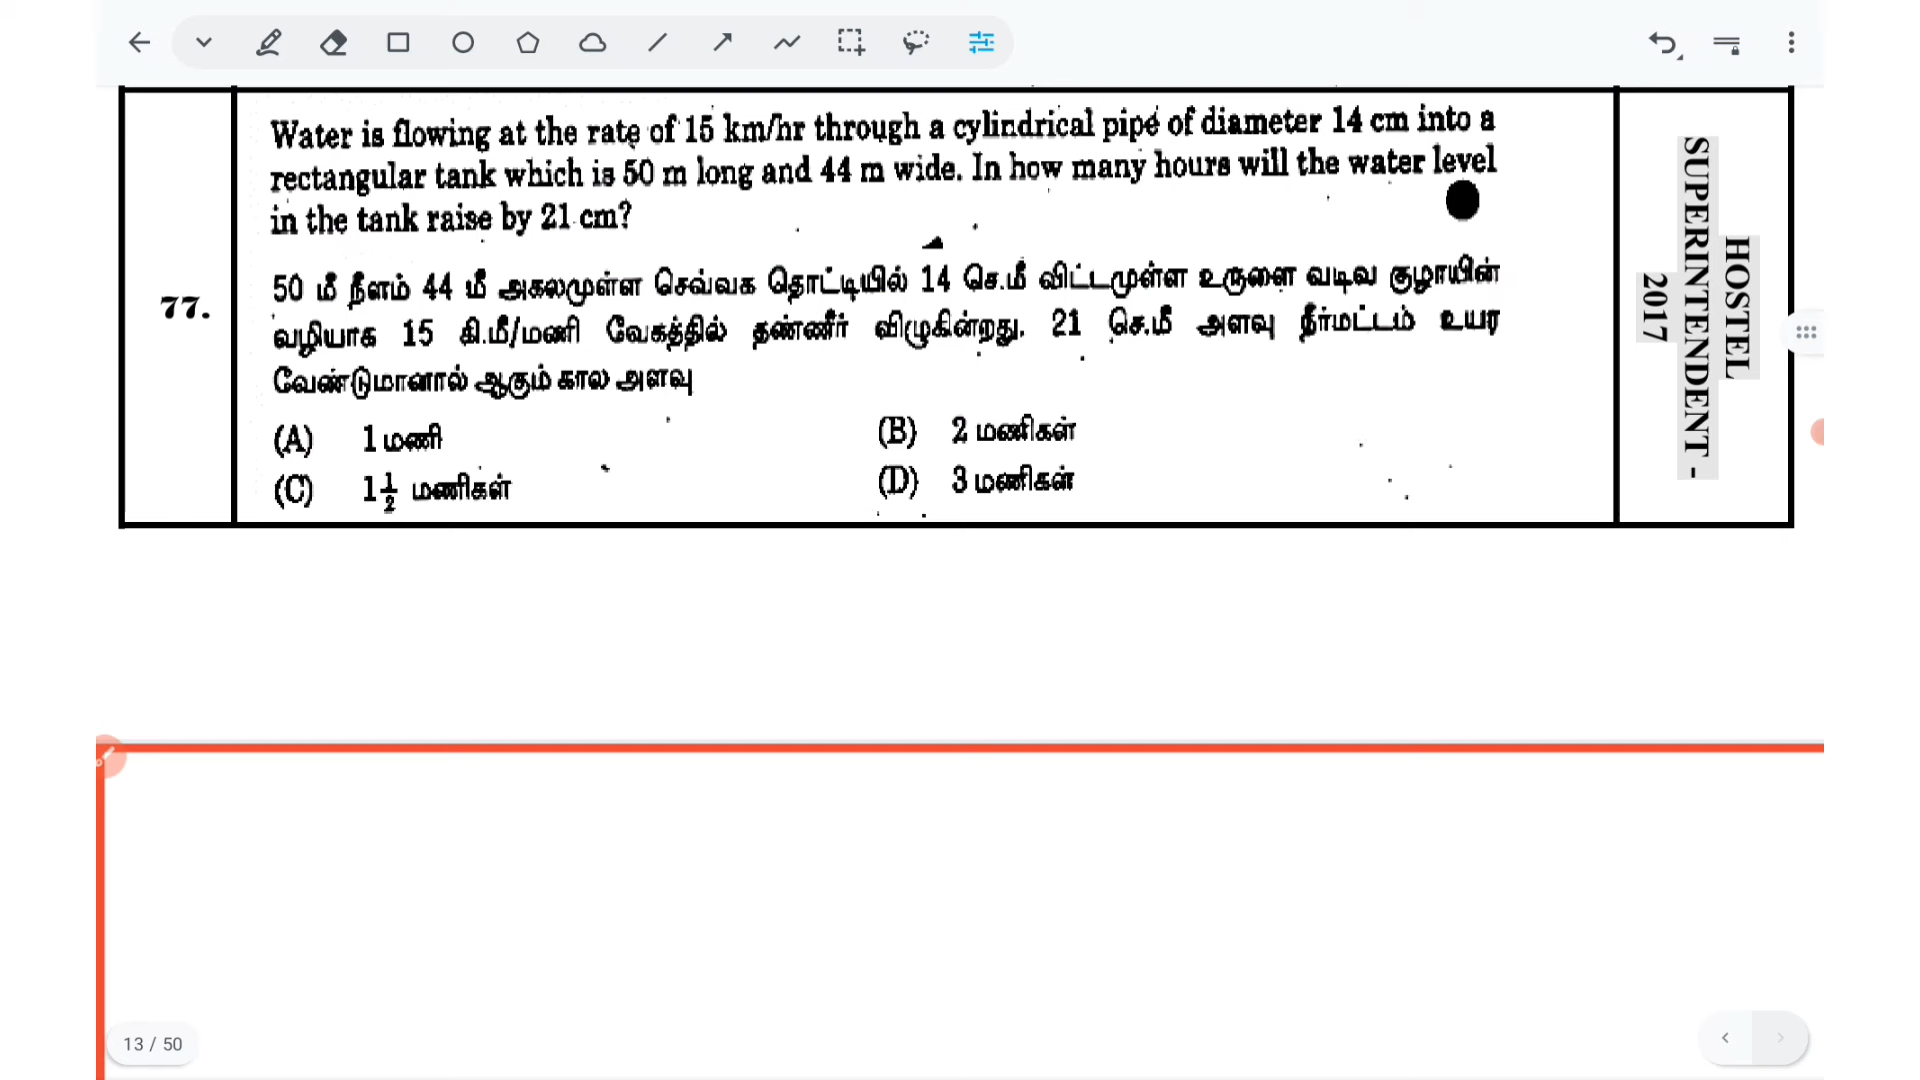 Water is flowing at the rate of 15 km/hr through a cylindrical pipe of diameter 14 cm into a
rectangular tank which is 50 m long and 44 m wide. In how many hours will the water level
in the tank raise by 21 cm?
77.
50 மீ நீளம் 44 மீ அகலமுள்ள செவ்வக தொட்டியில் 14 செ.மீ விட்டமுள்ள உருளை வடிவ குழாயின்
வழியாக 15 கி.மீ/மணி வேகத்தில் தண்ணீர் விழுகின்றது. 21 செ.மீ அளவு நீர்மட்டம் உயர
வேண்டுமானால் ஆகும் கால அளவு
(A) 1 மணி
(B) 2 மணிகள்
(C) 1 1/2 மணிகள்
(D) 3 மணிகள்
HOSTEL
SUPERINTENDENT -
2017
13 / 50